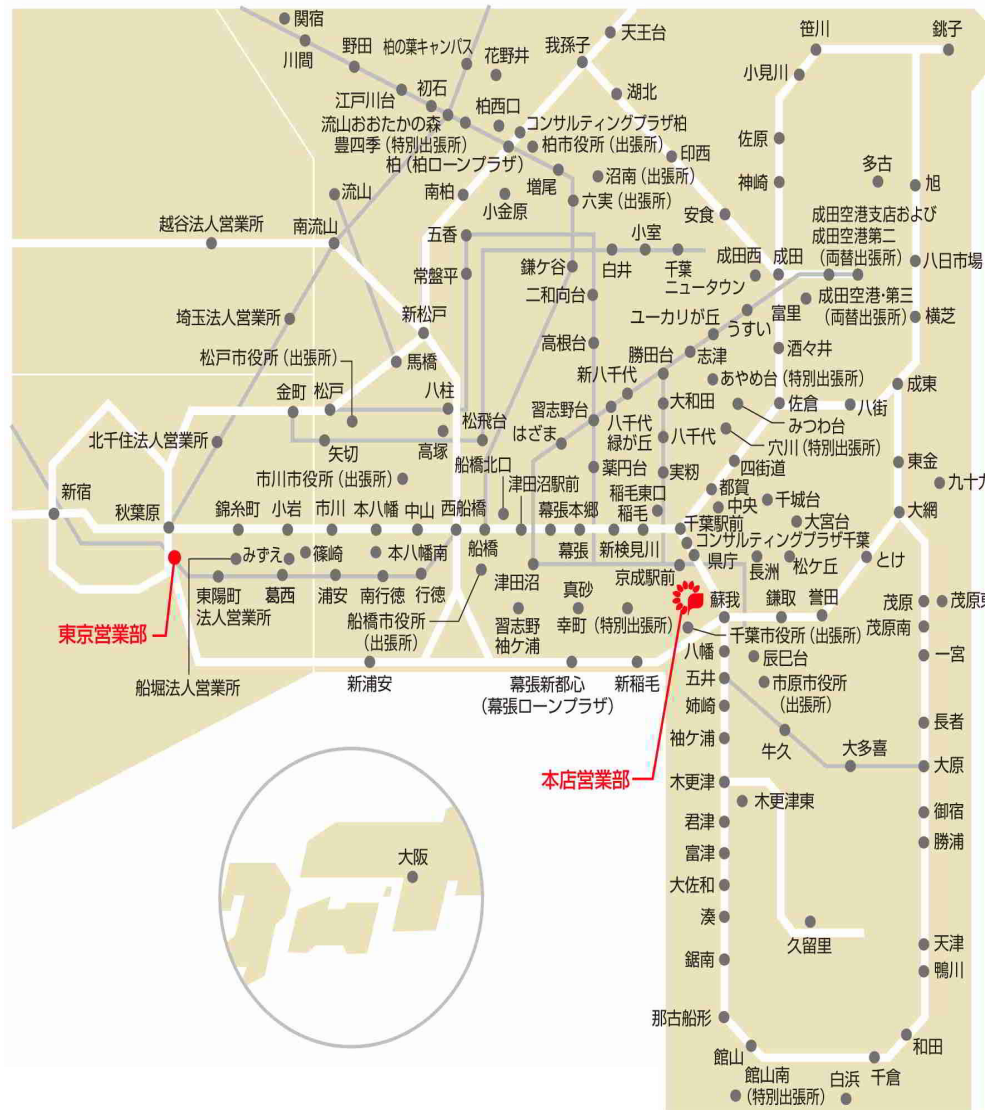 関宿
川間
野田
柏の葉キャンパス
花野井
我孫子
天王台
笹川
銚子
小見川
江戸川台
初石
湖北
流山おおたかの森
柏西口
コンサルティングプラザ柏
豊四季(特別出張所)
柏市役所(出張所)
柏(柏ローンプラザ)
印西
佐原
多古
旭
流山
南柏
小金原
増尾
沼南(出張所)
六実(出張所)
神崎
安食
成田空港支店および
成田空港第二
(両替出張所)
越谷法人営業所
南流山
五香
小室
成田西
成田
八日市場
常盤平
鎌ケ谷
白井
千葉
ニュータウン
二和向台
富里
成田空港・第三
(両替出張所)
横芝
埼玉法人営業所
新松戸
ユーカリが丘
うすい
松戸市役所(出張所)
馬橋
高根台
勝田台
志津
酒々井
金町
松戸
八柱
新八千代
あやめ台(特別出張所)
成東
習志野台
大和田
佐倉
八街
北千住法人営業所
矢切
高塚
松飛台
はざま
八千代
緑が丘
八千代
みつわ台
穴川(特別出張所)
市川市役所(出張所)
船橋北口
薬円台
実籾
四街道
東金
新宿
秋葉原
錦糸町
小岩
市川
本八幡
中山
西船橋
津田沼駅前
幕張本郷
稲毛東口
稲毛
都賀
中央
千城台
大宮台
九十九
大網
千葉駅前
コンサルティングプラザ千葉
みずえ
篠崎
本八幡南
船橋
幕張
新検見川
県庁
長洲
松ケ丘
とけ
京成駅前
東陽町
法人営業所
葛西
浦安
南行徳
行徳
津田沼
真砂
東京営業部
船橋市役所
(出張所)
習志野
袖ケ浦
幸町(特別出張所)
蘇我
鎌取
誉田
茂原
茂原東
千葉市役所(出張所)
茂原南
船堀法人営業所
新浦安
幕張新都心
(幕張ローンプラザ)
新稲毛
八幡
辰巳台
一宮
五井
市原市役所
(出張所)
姉崎
長者
袖ケ浦
牛久
大多喜
大原
本店営業部
木更津
木更津東
御宿
君津
勝浦
富津
大阪
大佐和
湊
久留里
天津
鋸南
鴨川
那古船形
館山
和田
館山南
(特別出張所)
白浜
千倉